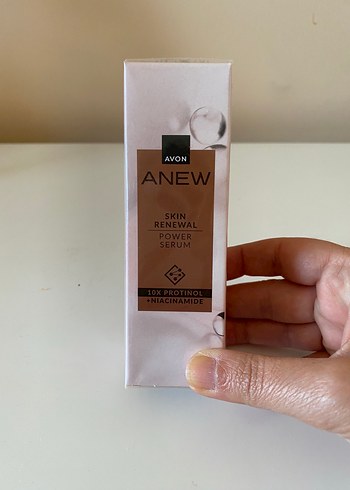 AVON
ANEW
SKIN
RENEWAL
POWER
SERUM
10X PROTINOL
+NIACINAMIDE